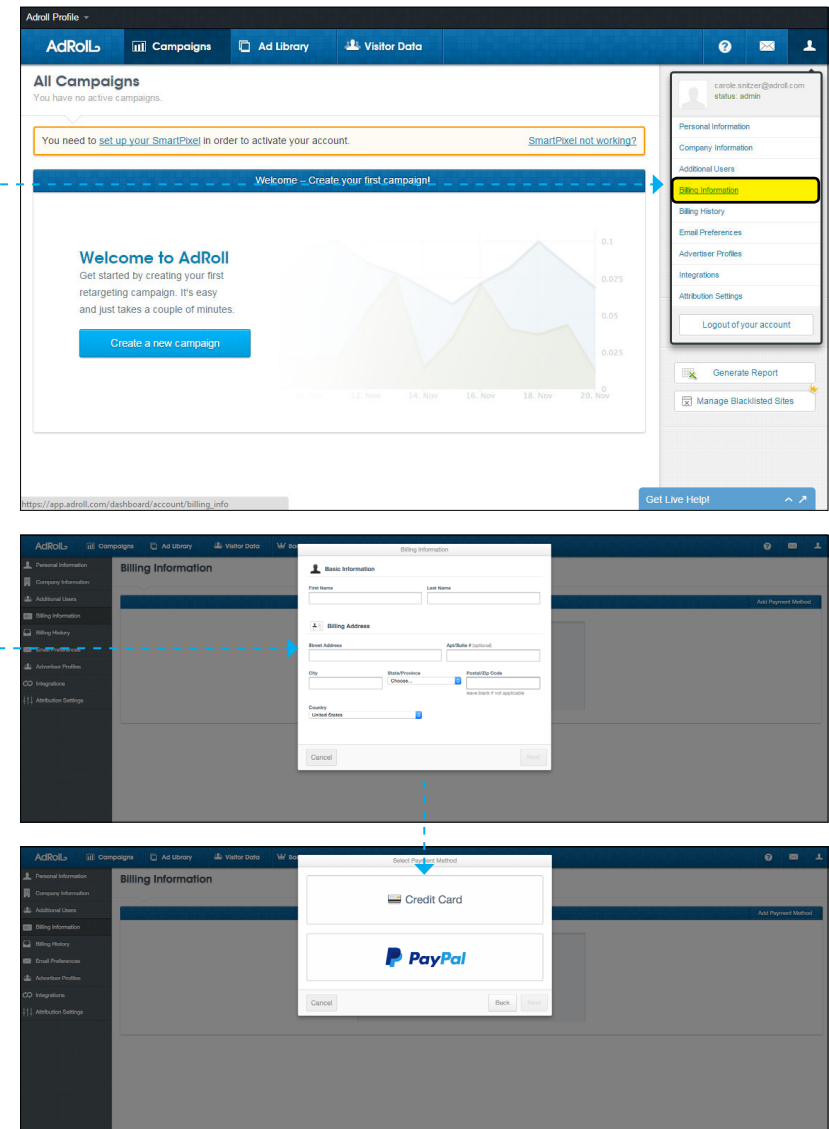 Adroll Profile
AdRoll Campaigns Ad Library Visitor Data
All Campaigns
You have no active campaigns.
You need to set up your SmartPixel in order to activate your account. SmartPixel not working?
Welcome – Create your first campaign!
Welcome to AdRoll
Get started by creating your first
retargeting campaign. It's easy
and just takes a couple of minutes.
Create a new campaign
0.1
0.075
0.05
0.025
0
12. Nov 14. Nov 16. Nov 18. Nov 20. Nov
carole.snitzer@adroll.com
status: admin
Personal Information
Company Information
Additional Users
Billing Information
Billing History
Email Preferences
Advertiser Profiles
Integrations
Attribution Settings
Logout of your account
Generate Report
Manage Blacklisted Sites
https://app.adroll.com/dashboard/account/billing_info
Get Live Help!
AdRoll Campaigns Ad Library Visitor Data
Personal Information
Company Information
Additional Users
Billing Information
Billing History
Email Preferences
Advertiser Profiles
Integrations
Attribution Settings
Billing Information
Add Payment Method
Billing Information
Basic Information
First Name Last Name
Billing Address
Street Address Apt/Suite # (optional)
City State/Province Postal/Zip Code
Choose...
leave blank if not applicable
Country
United States
Cancel Next
AdRoll Campaigns Ad Library Visitor Data
Personal Information
Company Information
Additional Users
Billing Information
Billing History
Email Preferences
Advertiser Profiles
Integrations
Attribution Settings
Billing Information
Add Payment Method
Select Payment Method
Credit Card
PayPal
Cancel Back Next